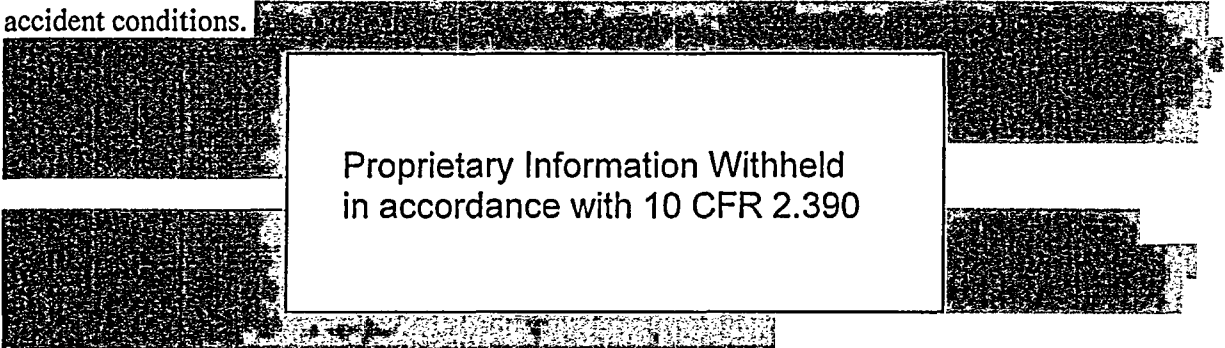 accident conditions.
Proprietary Information Withheld
in accordance with 10 CFR 2.390